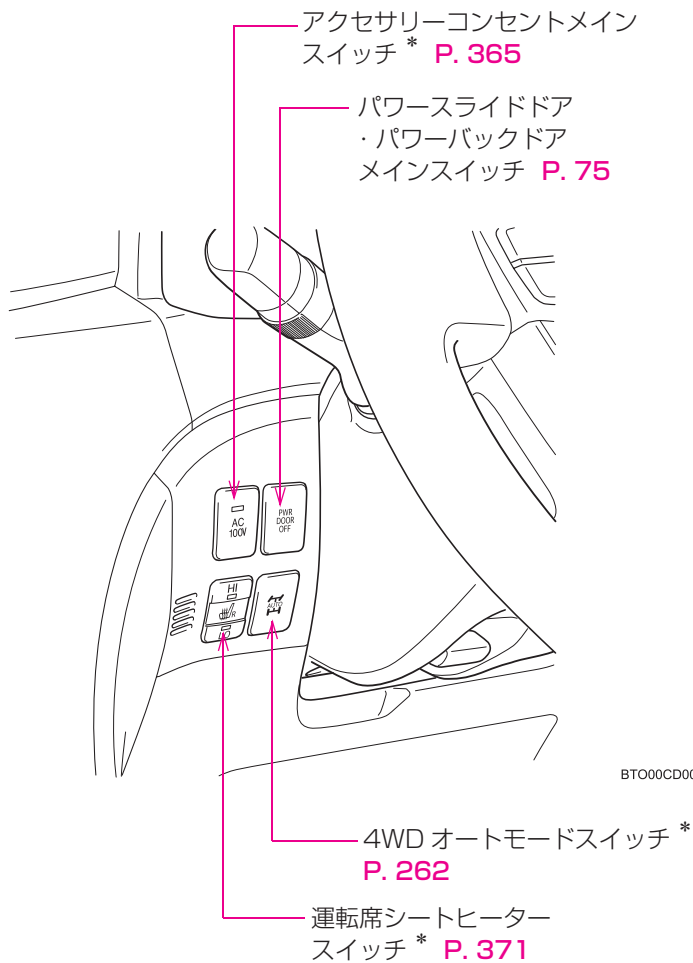 アクセサリーコンセントメイン
スイッチ * P. 365
パワースライドドア
・パワーバックドア
メインスイッチ P. 75
AC
100V
PWR
DOOR
OFF
HI
R
LO
AUTO
BTO00CD00
4WD オートモードスイッチ *
P. 262
運転席シートヒーター
スイッチ * P. 371